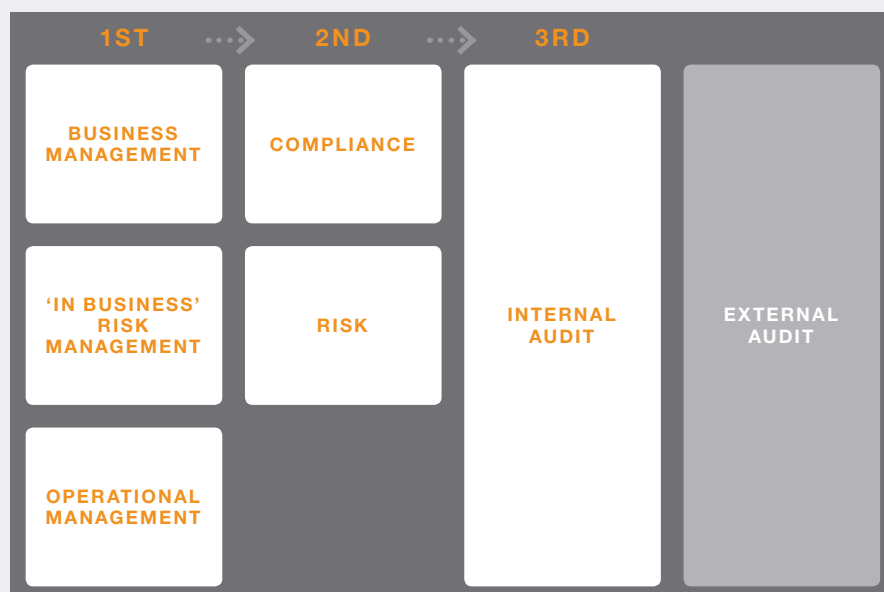 1ST
2ND
3RD
BUSINESS
MANAGEMENT
COMPLIANCE
‘IN BUSINESS’
RISK
MANAGEMENT
RISK
INTERNAL
AUDIT
EXTERNAL
AUDIT
OPERATIONAL
MANAGEMENT